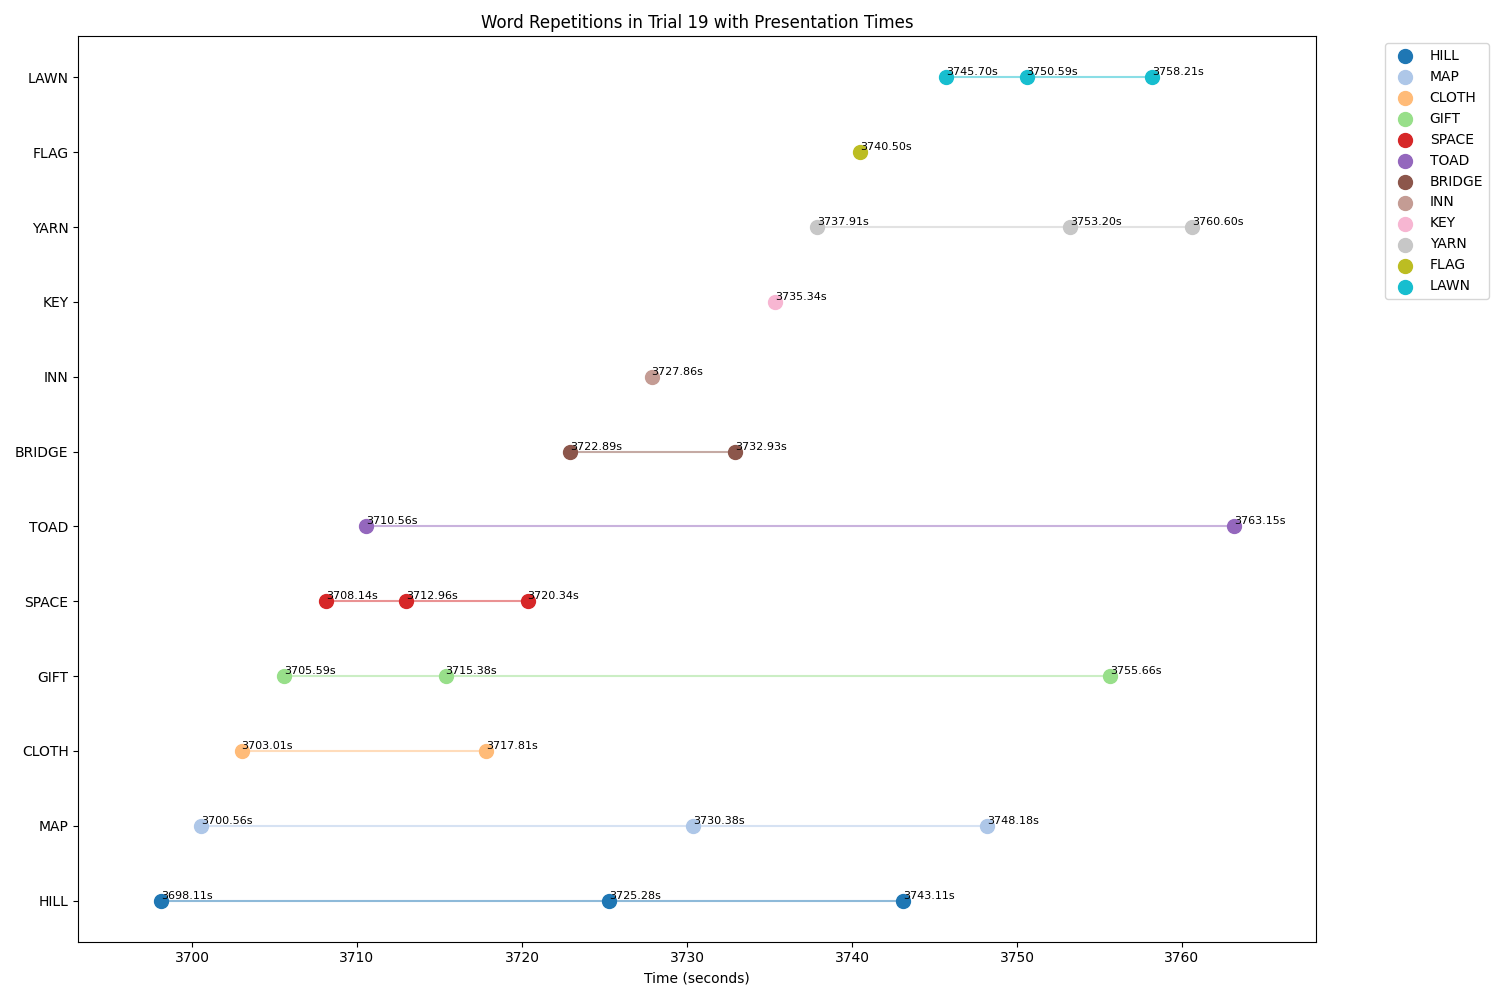 Word Repetitions in Trial 19 with Presentation Times
LAWN
3745.70s 3750.59s 3758.21s
FLAG
3740.50s
YARN
3737.91s 3753.20s 3760.60s
KEY
3735.34s
INN
3727.86s
BRIDGE
3722.89s 3732.93s
TOAD
3710.56s 3763.15s
SPACE
3708.14s 3712.96s 3720.34s
GIFT
3705.59s 3715.38s 3755.66s
CLOTH
3703.01s 3717.81s
MAP
3700.56s 3730.38s 3748.18s
HILL
3698.11s 3725.28s 3743.11s
3700 3710 3720 3730 3740 3750 3760
Time (seconds)
HILL
MAP
CLOTH
GIFT
SPACE
TOAD
BRIDGE
INN
KEY
YARN
FLAG
LAWN